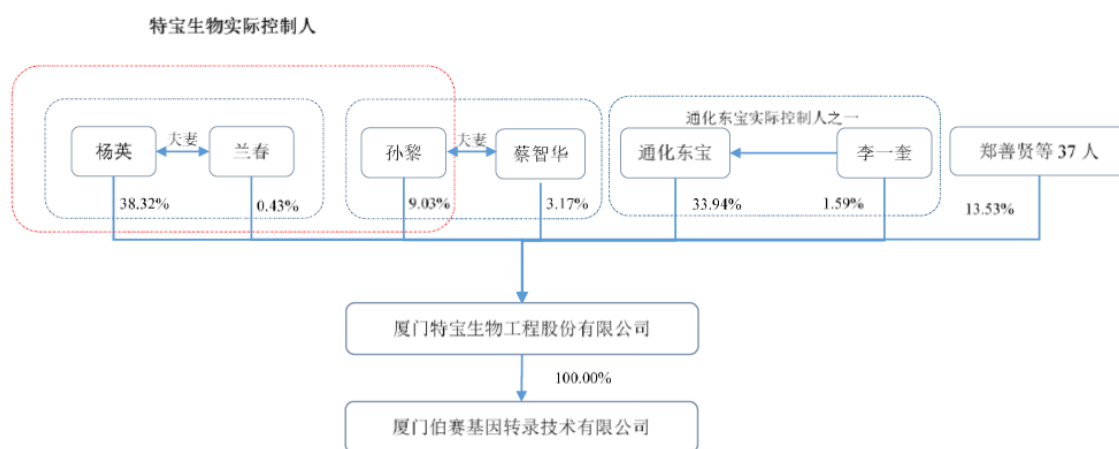 特宝生物实际控制人
通化东宝实际控制人之一
杨英
夫妻
兰春
孙黎
夫妻
蔡智华
通化东宝
李一奎
郑善贤等 37 人
38.32%
0.43%
9.03%
3.17%
33.94%
1.59%
13.53%
厦门特宝生物工程股份有限公司
100.00%
厦门伯赛基因转录技术有限公司